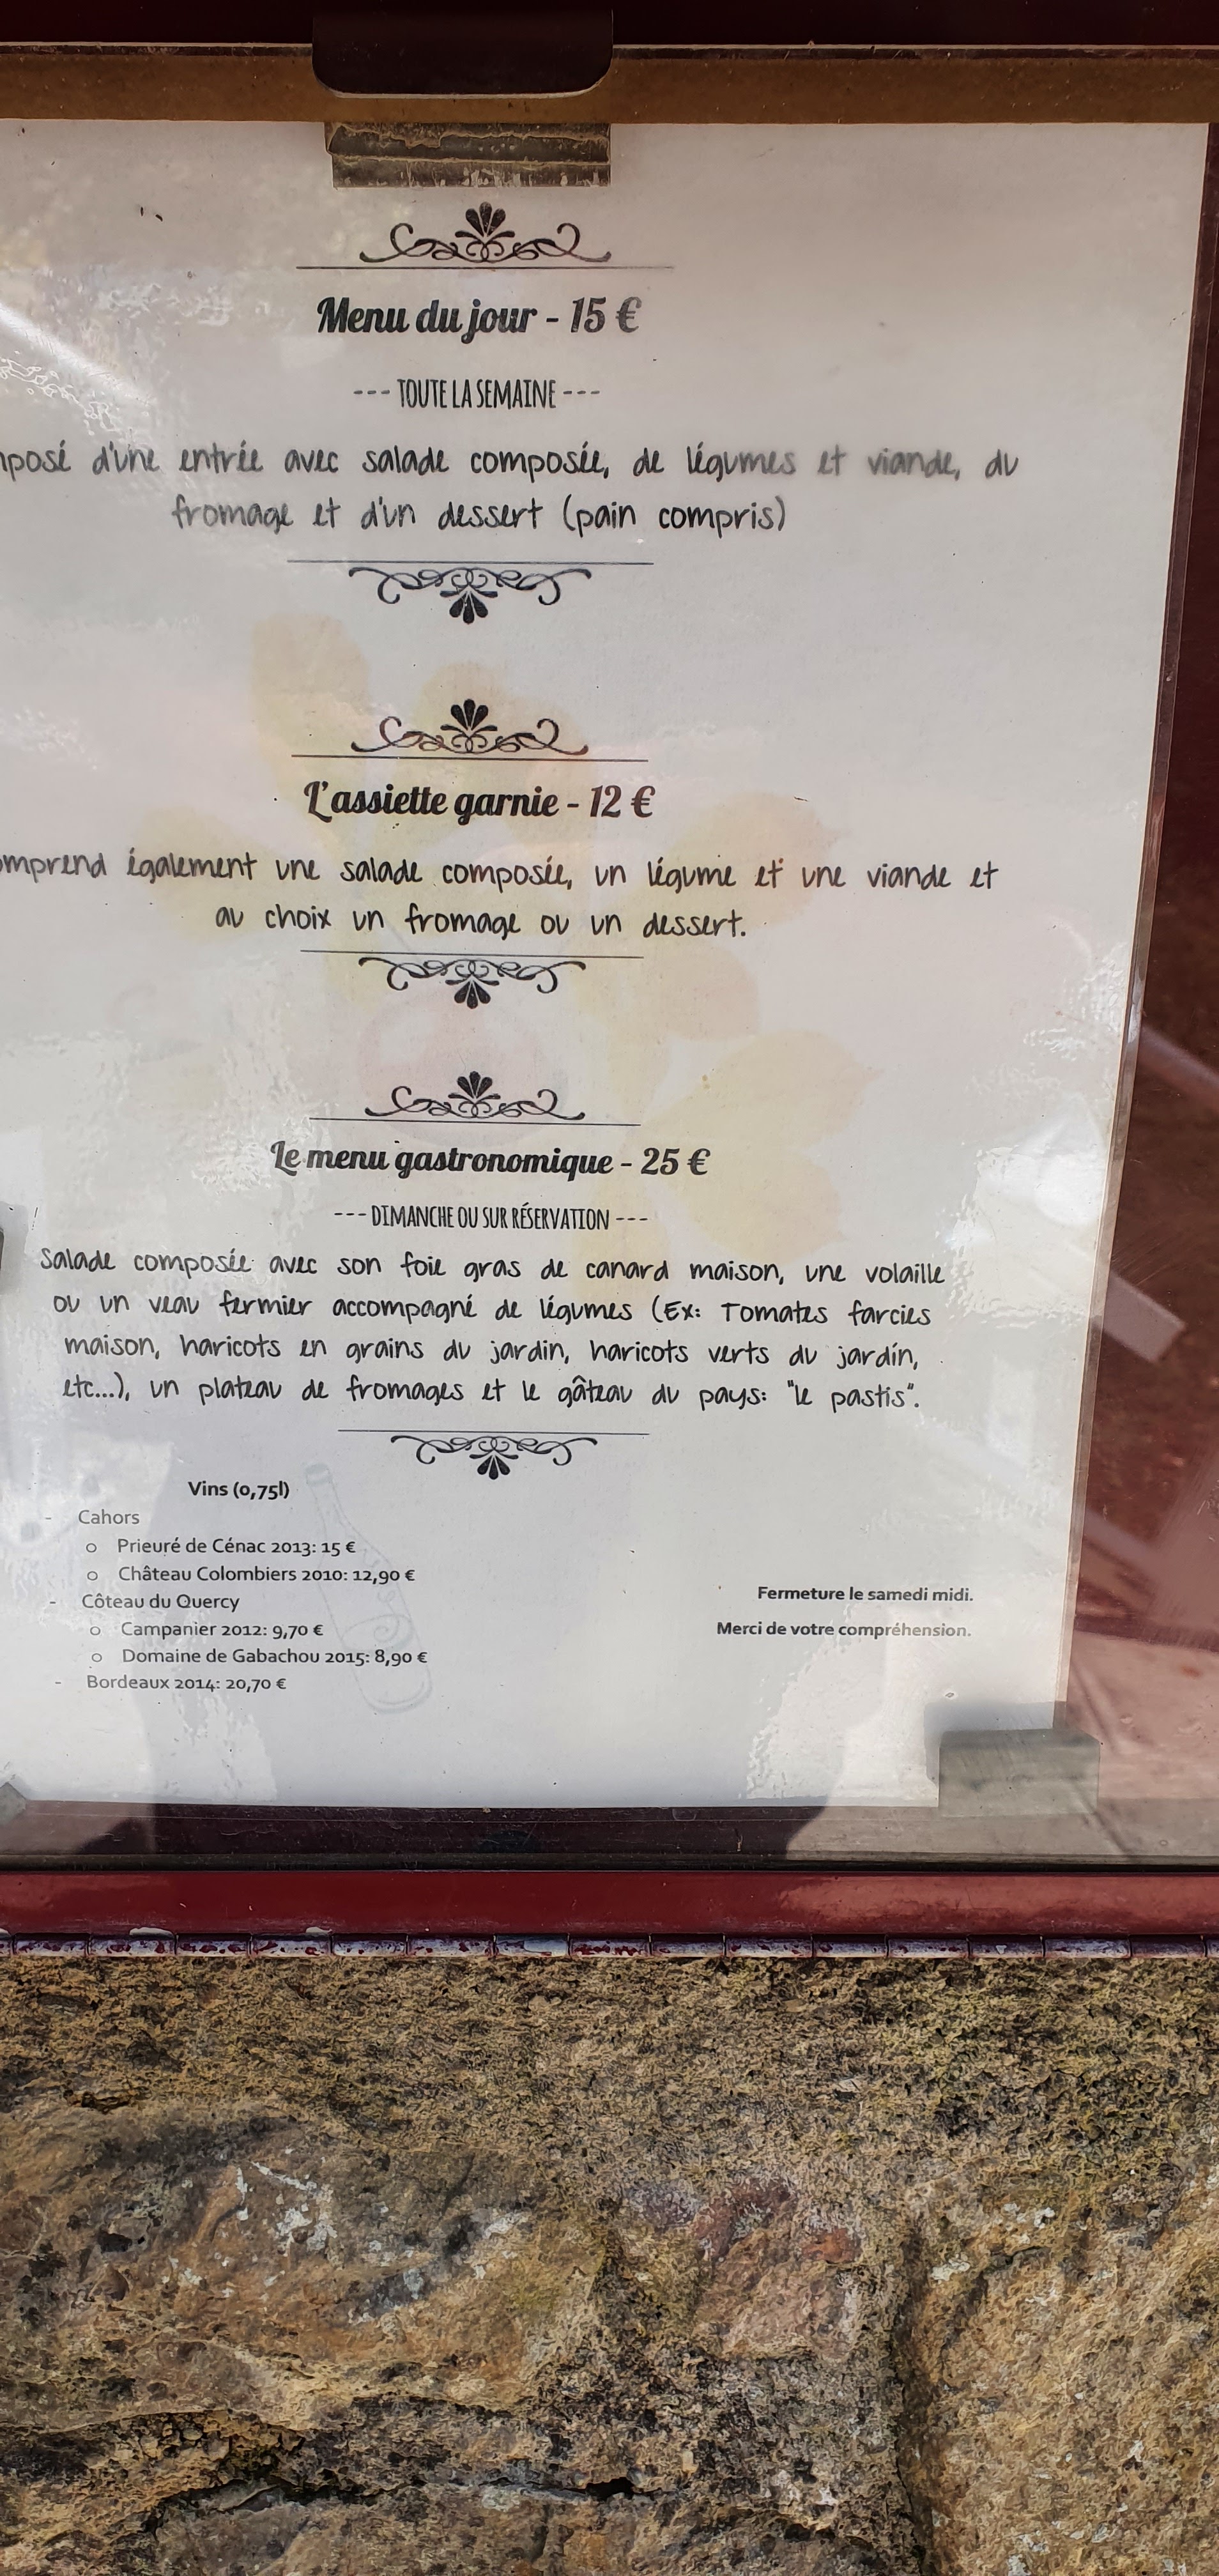 Menu du jour - 15 €
--- TOUTE LA SEMAINE ---
d'une entrée avec salade composée, de légumes et viande, du
fromage et d'un dessert (pain compris)
L'assiette garnie - 12 €
également une salade composée, un légume et une viande et
au choix un fromage ou un dessert.
Le menu gastronomique - 25 €
--- DIMANCHE OU SUR RÉSERVATION ---
Salade composée avec son foie gras de canard maison, une volaille
ou un veau fermier accompagné de légumes (Ex: Tomates farcies
maison, haricots en grains du jardin, haricots verts du jardin,
etc...), un plateau de fromages et le gâteau du pays: "le pastis".
Vins (0,75l)
- Cahors
o Prieuré de Cénac 2013: 15 €
o Château Colombiers 2010: 12,90 €
- Côteau du Quercy
o Campanier 2012: 9,70 €
o Domaine de Gabachou 2015: 8,90 €
- Bordeaux 2014: 20,70 €
Fermeture le samedi midi.
Merci de votre compréhension.